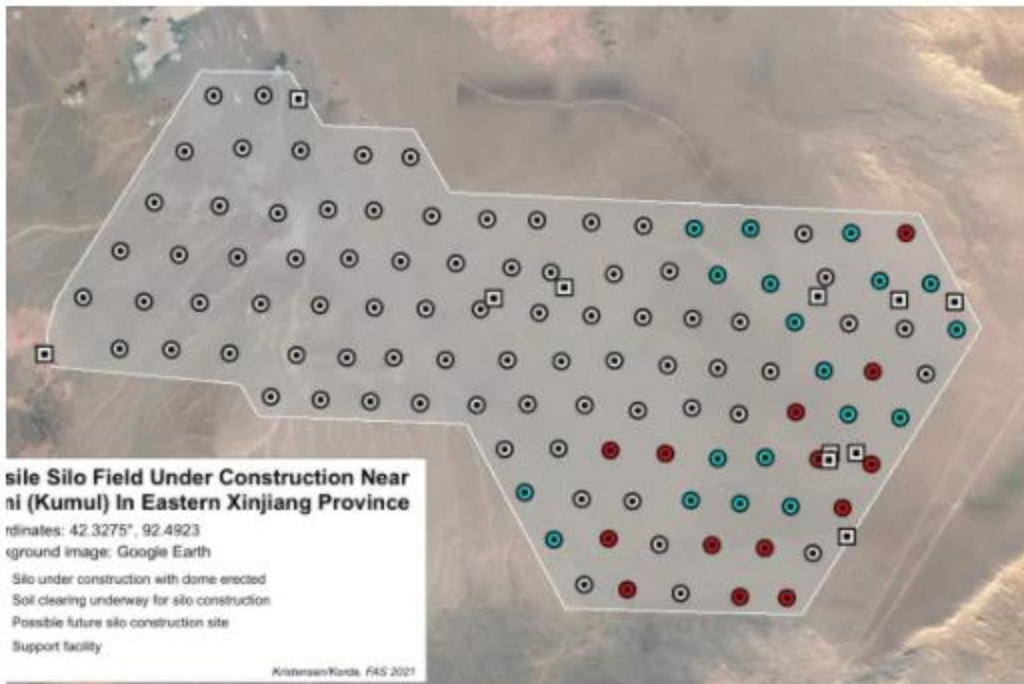 sile Silo Field Under Construction Near
ni (Kumul) In Eastern Xinjiang Province
rdinates: 42.3275°, 92.4923
kground image: Google Earth
Silo under construction with dome erected
Soil clearing underway for silo construction
Possible future silo construction site
Support facility
Kristensen/Korda, FAS 2021